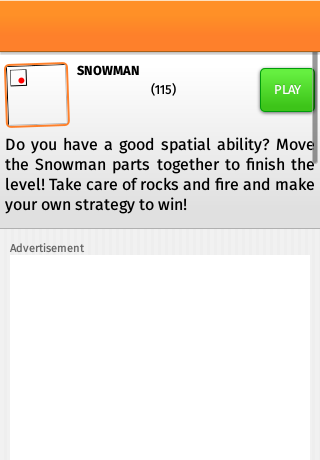 SNOWMAN
(115)
PLAY
Do you have a good spatial ability? Move
the Snowman parts together to finish the
level! Take care of rocks and fire and make
your own strategy to win!
Advertisement